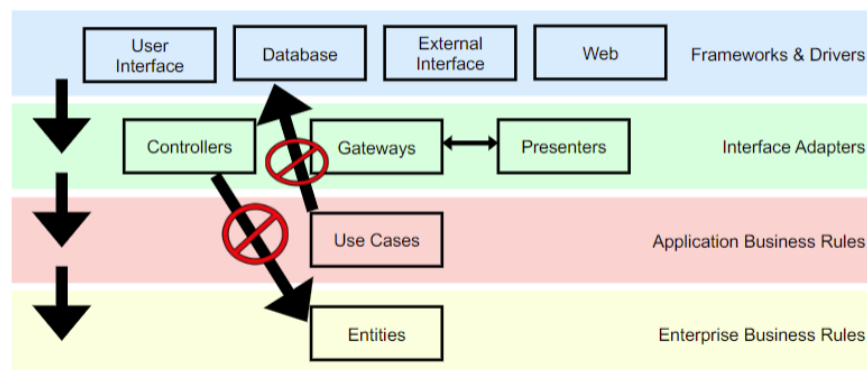 User
Interface
Database
External
Interface
Web
Frameworks & Drivers
Controllers
Gateways
Presenters
Interface Adapters
Use Cases
Application Business Rules
Entities
Enterprise Business Rules